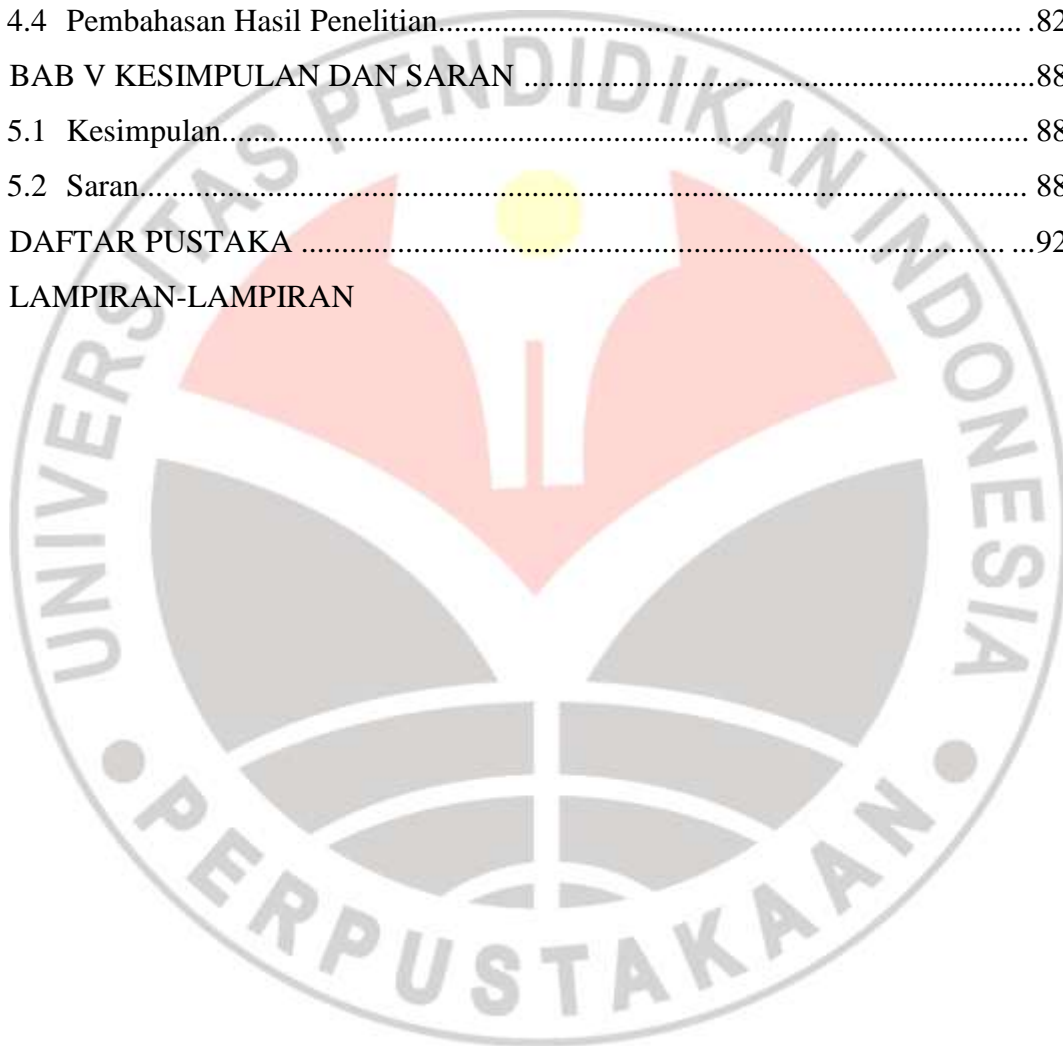 4.4 Pembahasan Hasil Penelitian.................................................................... .82
BAB V KESIMPULAN DAN SARAN ............................................................88
5.1 Kesimpulan.............................................................................................. 88
5.2 Saran........................................................................................................ 88
DAFTAR PUSTAKA ................................................................................. ...92
LAMPIRAN-LAMPIRAN
UNIVERSITAS PENDIDIKAN INDONESIA
PERPUSTAKAAN